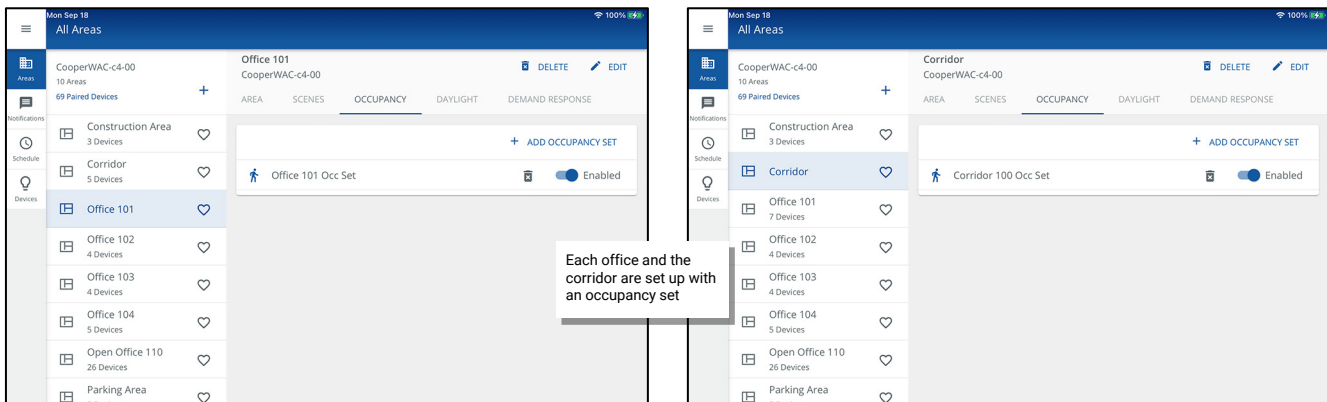 Mon Sep 18
100%
All Areas
Areas
Notifications
Schedule
Devices
CooperWAC-c4-00
10 Areas
69 Paired Devices
+
Construction Area
3 Devices
Corridor
5 Devices
Office 101
Office 102
4 Devices
Office 103
4 Devices
Office 104
5 Devices
Open Office 110
26 Devices
Parking Area
Office 101
CooperWAC-c4-00
DELETE
EDIT
AREA
SCENES
OCCUPANCY
DAYLIGHT
DEMAND RESPONSE
+ ADD OCCUPANCY SET
Office 101 Occ Set
Enabled
Each office and the
corridor are set up with
an occupancy set
Mon Sep 18
100%
All Areas
Areas
Notifications
Schedule
Devices
CooperWAC-c4-00
10 Areas
69 Paired Devices
+
Construction Area
3 Devices
Corridor
Office 101
7 Devices
Office 102
4 Devices
Office 103
4 Devices
Office 104
5 Devices
Open Office 110
26 Devices
Parking Area
Corridor
CooperWAC-c4-00
DELETE
EDIT
AREA
SCENES
OCCUPANCY
DAYLIGHT
DEMAND RESPONSE
+ ADD OCCUPANCY SET
Corridor 100 Occ Set
Enabled